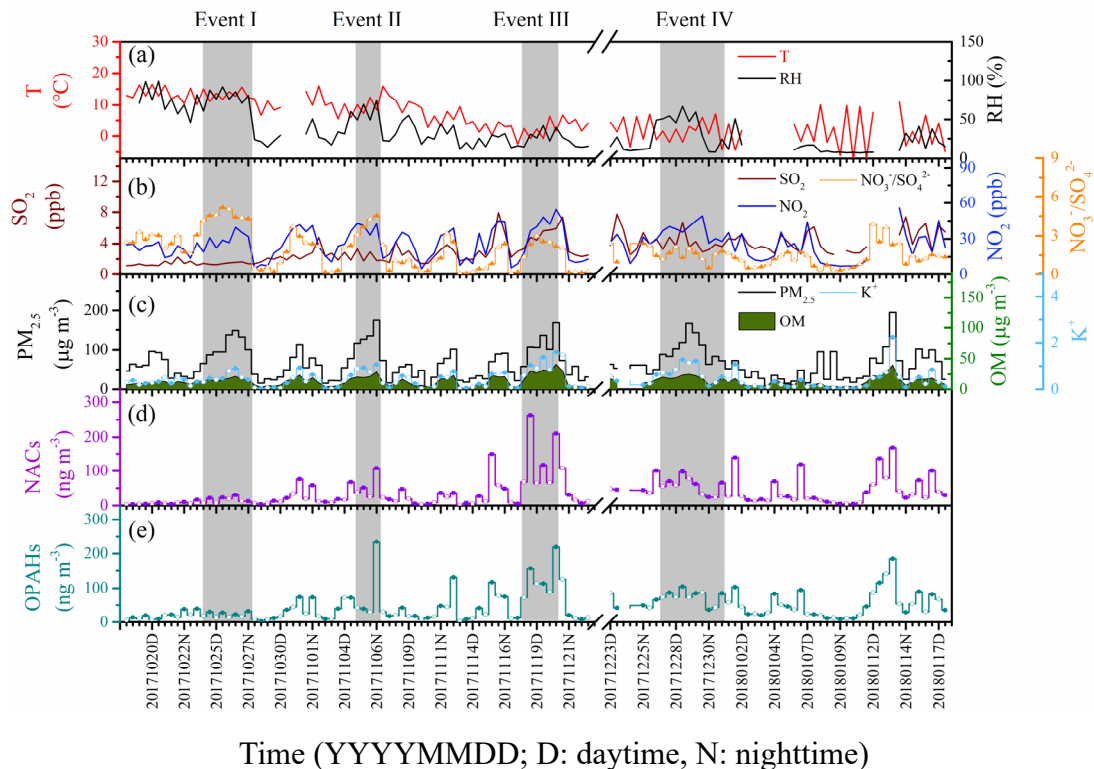 Event I Event II Event III Event IV
30 (a) T RH 150
20 100
10 50
0 0
T (°C)
RH (%)
(b) SO2 NO3-/SO42- NO2
12 8 4 0
SO2 (ppb)
90 60 30 0
NO2 (ppb)
9 6 3 0
NO3-/SO42-
(c) PM2.5 K+ OM
200 100 0
PM2.5 (μg m-3)
150 100 50 0
OM (μg m-3)
4 2 0
K+
(d)
300 200 100 0
NACs (ng m-3)
(e)
300 200 100 0
OPAHs (ng m-3)
20171020D 20171022N 20171025D 20171027N 20171030D 20171101N 20171104D 20171106N 20171109D 20171111N 20171114D 20171116N 20171119D 20171121N 20171223D 20171225N 20171228D 20171230N 20180102D 20180104N 20180107D 20180109N 20180112D 20180114N 20180117D
Time (YYYYMMDD; D: daytime, N: nighttime)